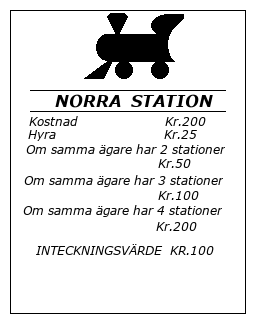 NORRA STATION
Kostnad Kr.200
Hyra Kr.25
Om samma ägare har 2 stationer
Kr.50
Om samma ägare har 3 stationer
Kr.100
Om samma ägare har 4 stationer
Kr.200
INTECKNINGSVÄRDE KR.100